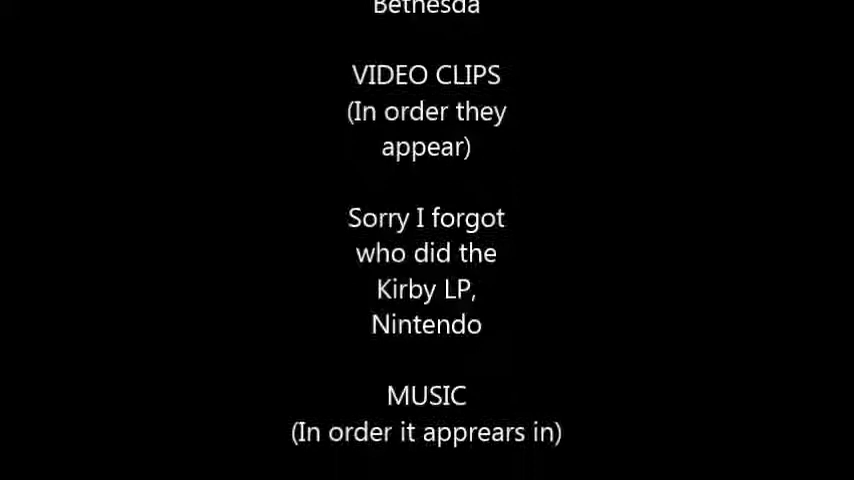 Bethesda
VIDEO CLIPS
(In order they
appear)
Sorry I forgot
who did the
Kirby LP,
Nintendo
MUSIC
(In order it apprears in)